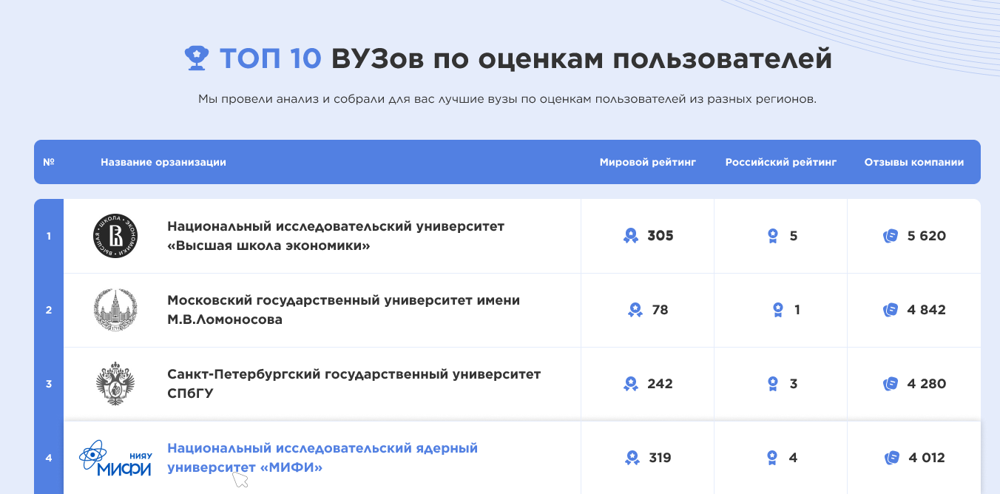 ТОП 10 ВУЗов по оценкам пользователей
Мы провели анализ и собрали для вас лучшие вузы по оценкам пользователей из разных регионов.
№ Название орзанизации Мировой рейтинг Российский рейтинг Отзывы компании
1
ВЫСШАЯ • ШКОЛА • ЭКОНОМИКИ •
Национальный исследовательский университет
«Высшая школа экономики»
305 5 5 620
2
1755
Московский государственный университет имени
М.В.Ломоносова
78 1 4 842
3
Санкт-Петербургский государственный университет
СПбГУ
242 3 4 280
4
НИЯУ
МИФИ
Национальный исследовательский ядерный
университет «МИФИ»
319 4 4 012